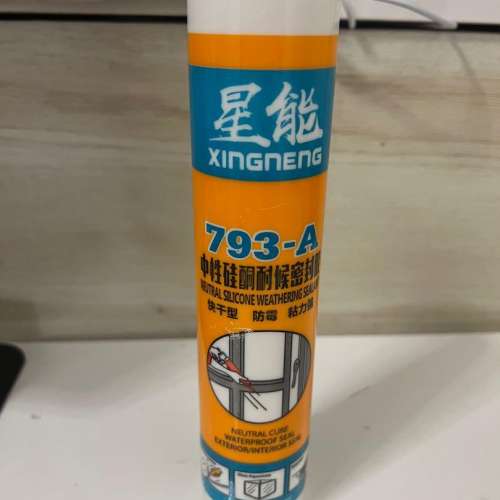 星能
XINGNENG
793-A
中性硅酮耐候密封胶
NEUTRAL SILICONE WEATHERING SEALANT
快干型 防霉 粘力强
NEUTRAL CURE
WATERPROOF SEAL
EXTERIOR/INTERIOR SEAL